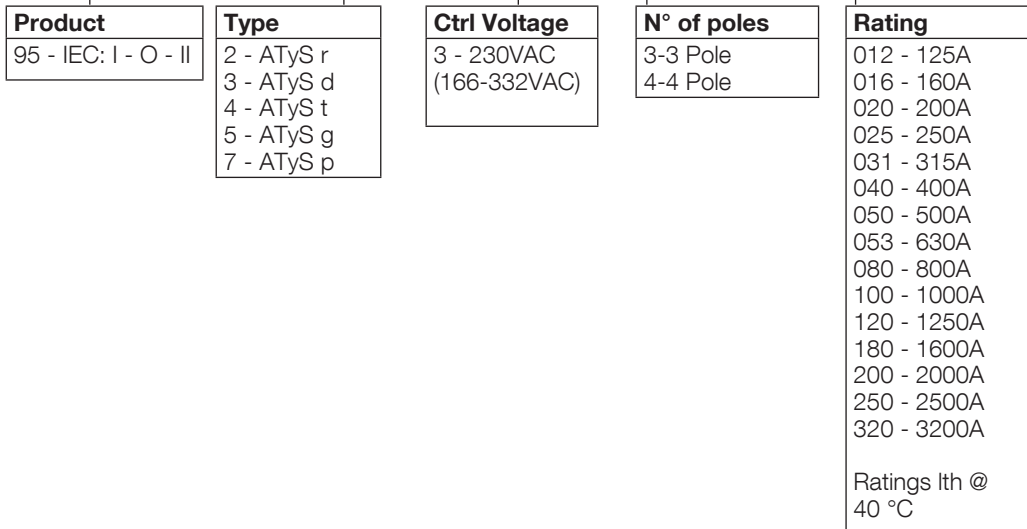 Product
95 - IEC: I - O - II
Type
2 - ATyS r
3 - ATyS d
4 - ATyS t
5 - ATyS g
7 - ATyS p
Ctrl Voltage
3 - 230VAC
(166-332VAC)
N° of poles
3-3 Pole
4-4 Pole
Rating
012 - 125A
016 - 160A
020 - 200A
025 - 250A
031 - 315A
040 - 400A
050 - 500A
053 - 630A
080 - 800A
100 - 1000A
120 - 1250A
180 - 1600A
200 - 2000A
250 - 2500A
320 - 3200A
Ratings Ith @
40 °C